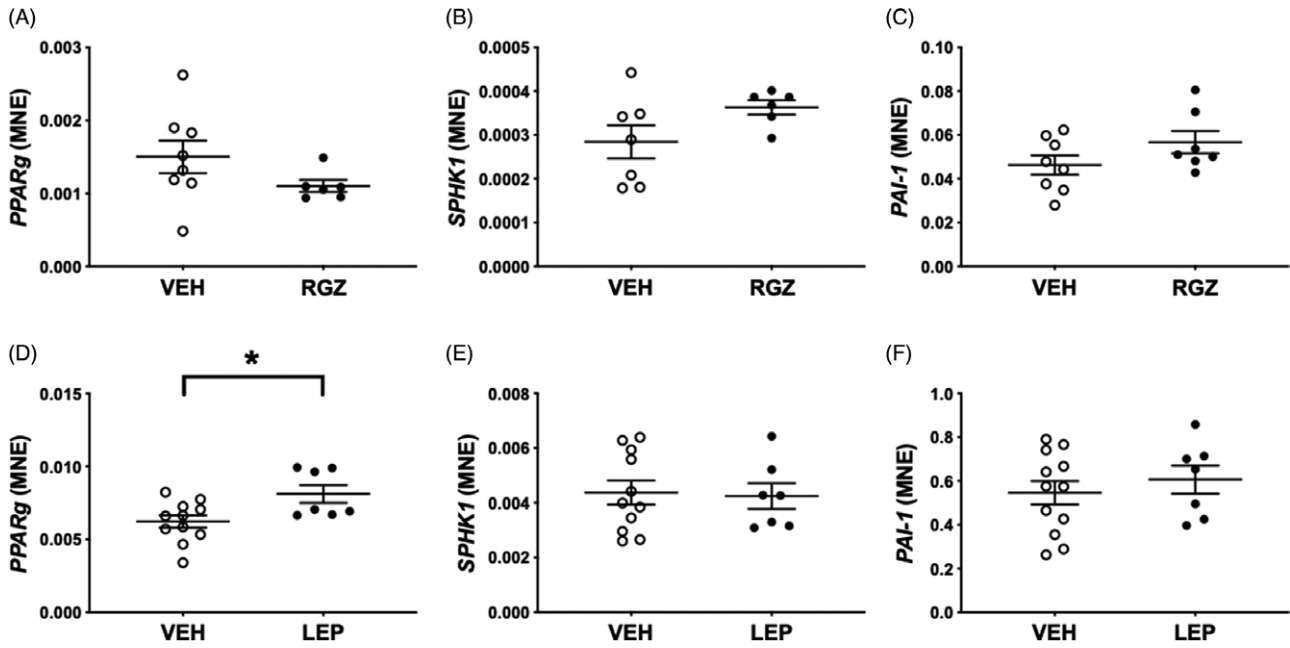 (A) (B) (C)
0.003 0.0005 0.10
0.0004 0.08
0.002 0.0003 0.06
0.001 0.0002 0.04
0.0001 0.02
0.000 0.0000 0.00
PPARg (MNE) SPHK1 (MNE) PAI-1 (MNE)
VEH RGZ VEH RGZ VEH RGZ
(D) (E) (F)
*
0.015 0.008 1.0
0.8
0.010 0.006 0.6
0.005 0.004 0.4
0.002 0.2
0.000 0.000 0.0
PPARg (MNE) SPHK1 (MNE) PAI-1 (MNE)
VEH LEP VEH LEP VEH LEP